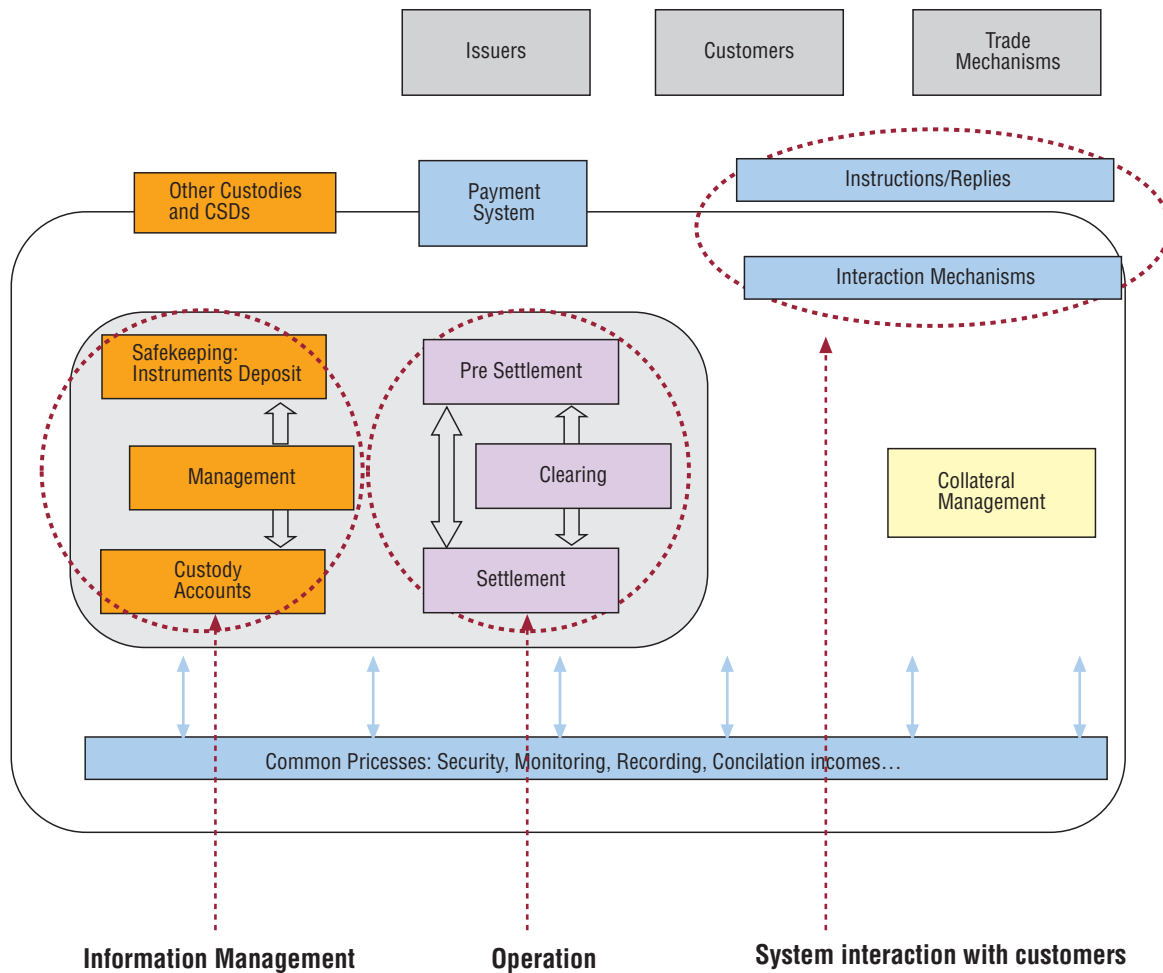 Issuers
Customers
Trade
Mechanisms
Other Custodies
and CSDs
Payment
System
Instructions/Replies
Interaction Mechanisms
Safekeeping:
Instruments Deposit
Pre Settlement
Management
Clearing
Collateral
Management
Custody
Accounts
Settlement
Common Pricesses: Security, Monitoring, Recording, Concilation incomes…
Information Management
Operation
System interaction with customers